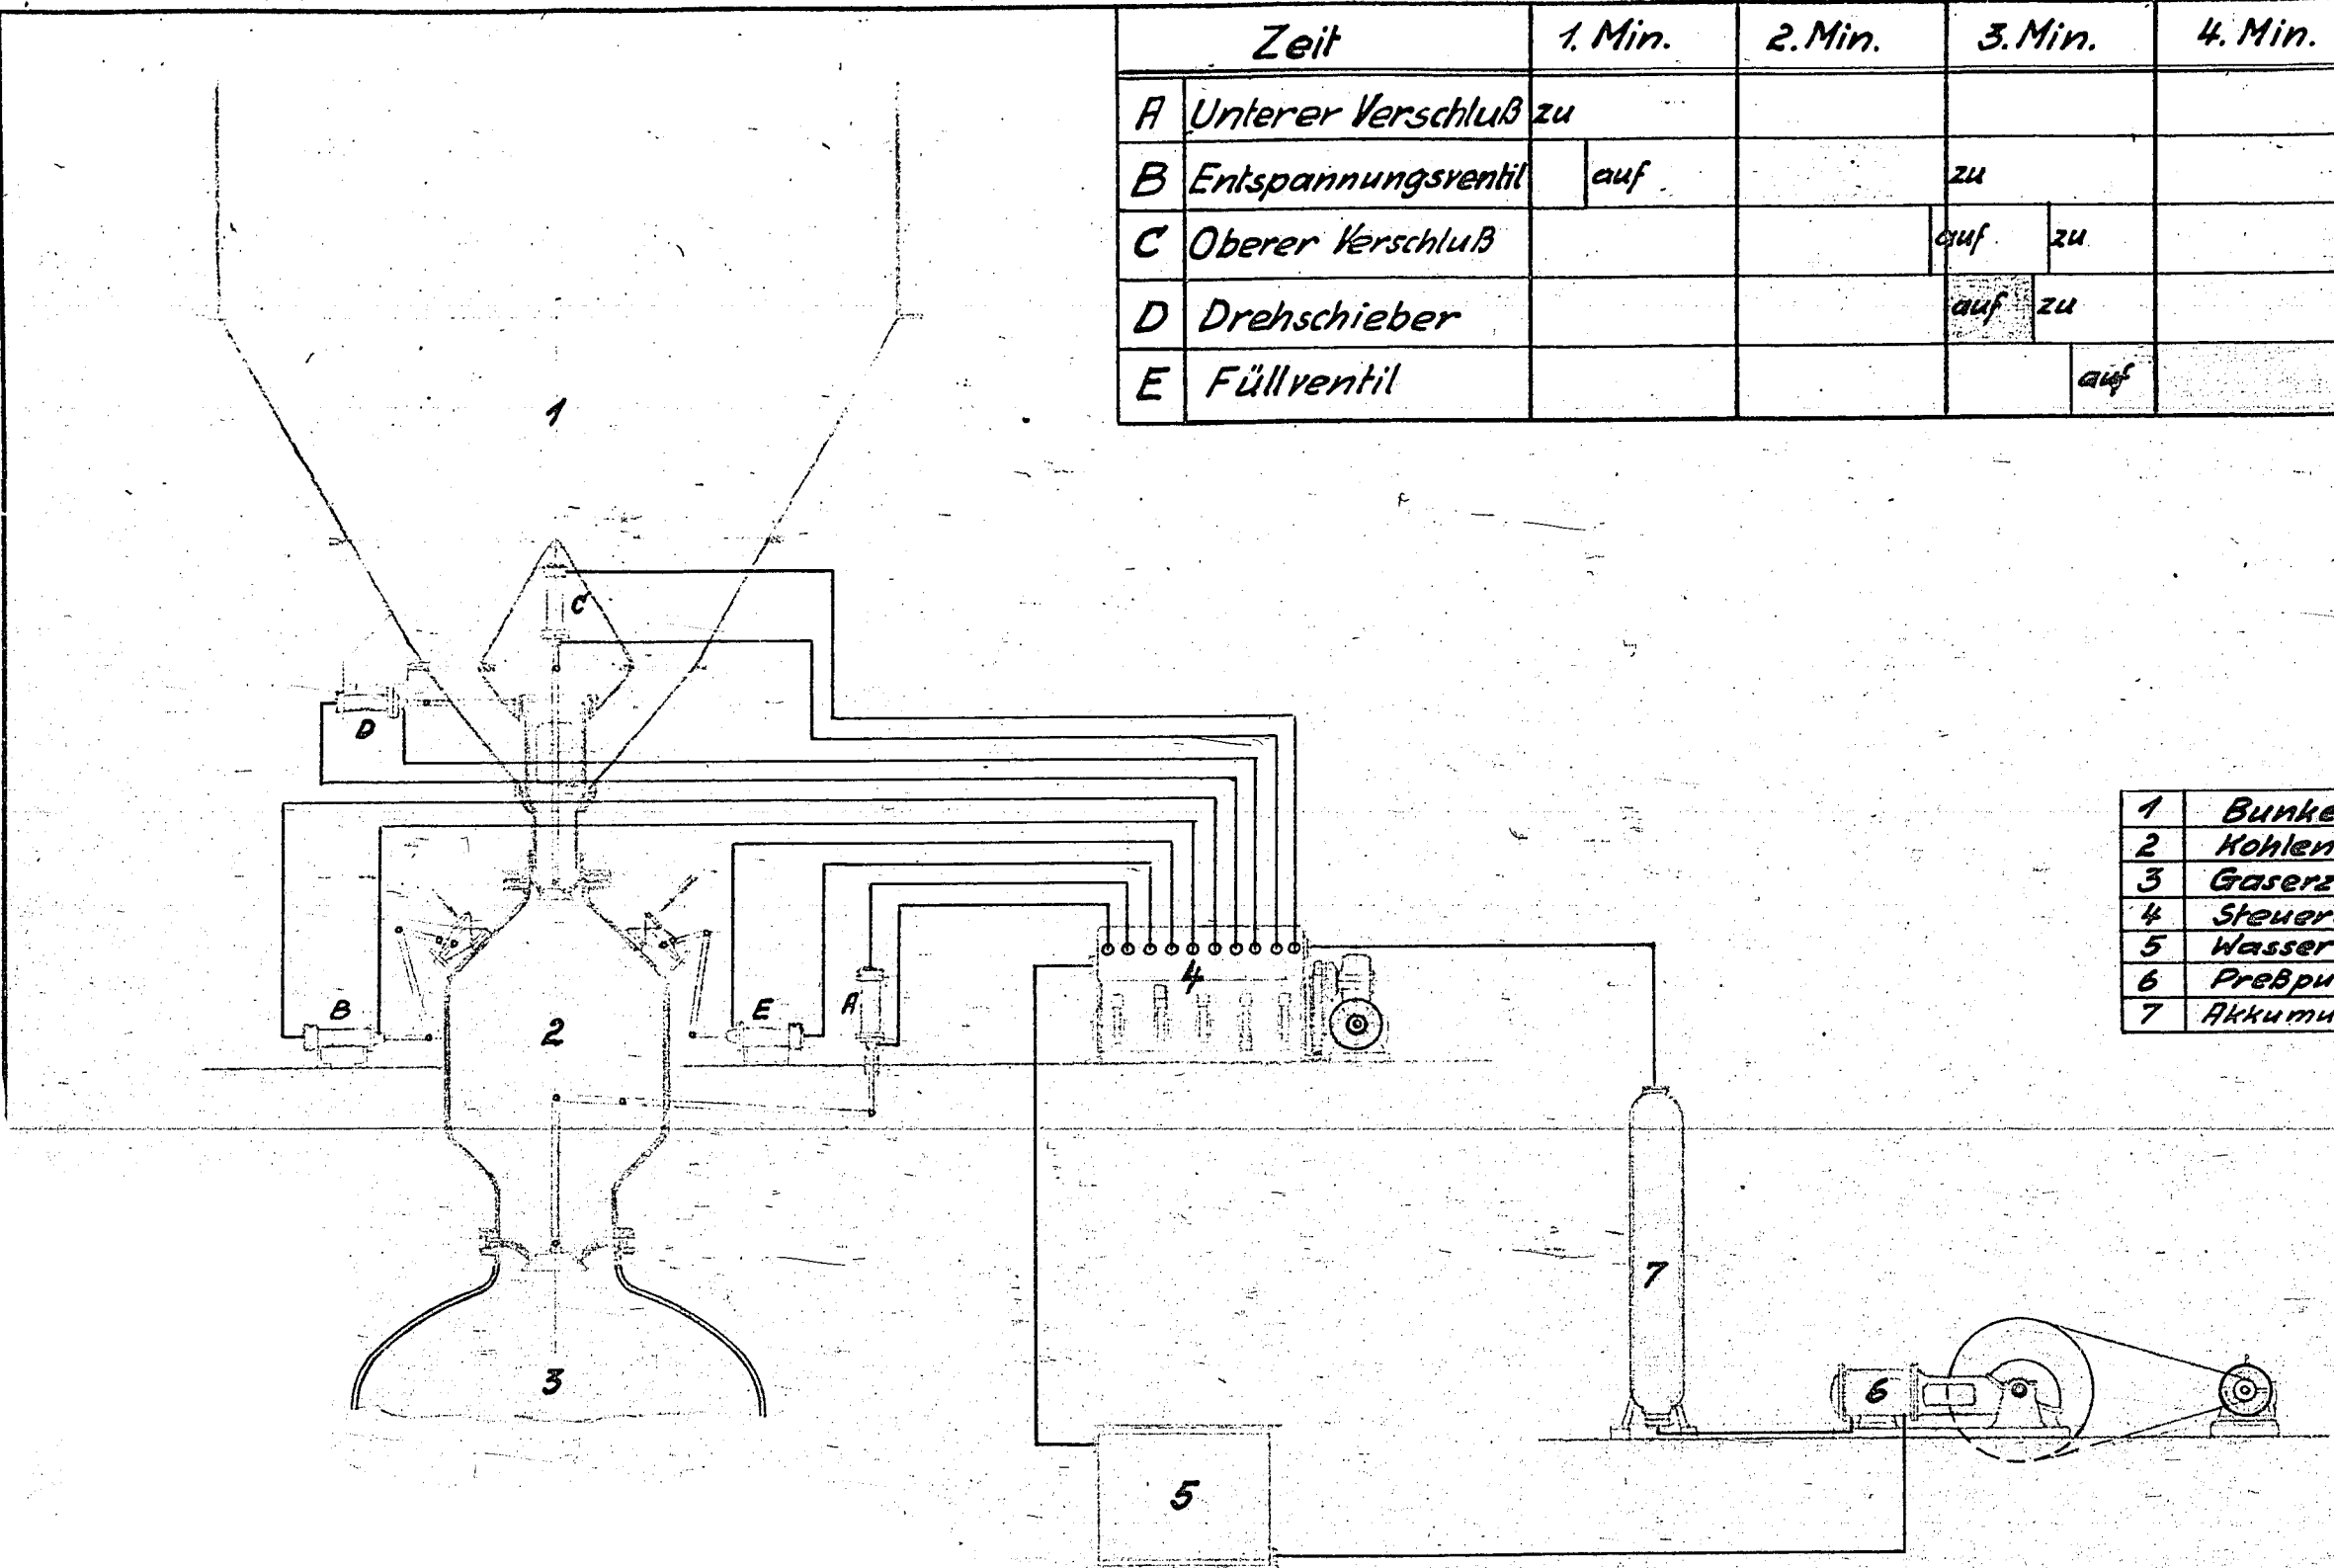 Zeit 1. Min. 2. Min. 3. Min. 4. Min.
A Unterer Verschluß zu
B Entspannungsventil auf zu
C Oberer Verschluß auf zu
D Drehschieber auf zu
E Füllventil auf
1
C
D
1 Bunke
2 Kohlen
3 Gaserz
4 Steuer
5 Wasser
6 Preßpu
7 Akkumu
B
2
E
A
4
7
3
6
5